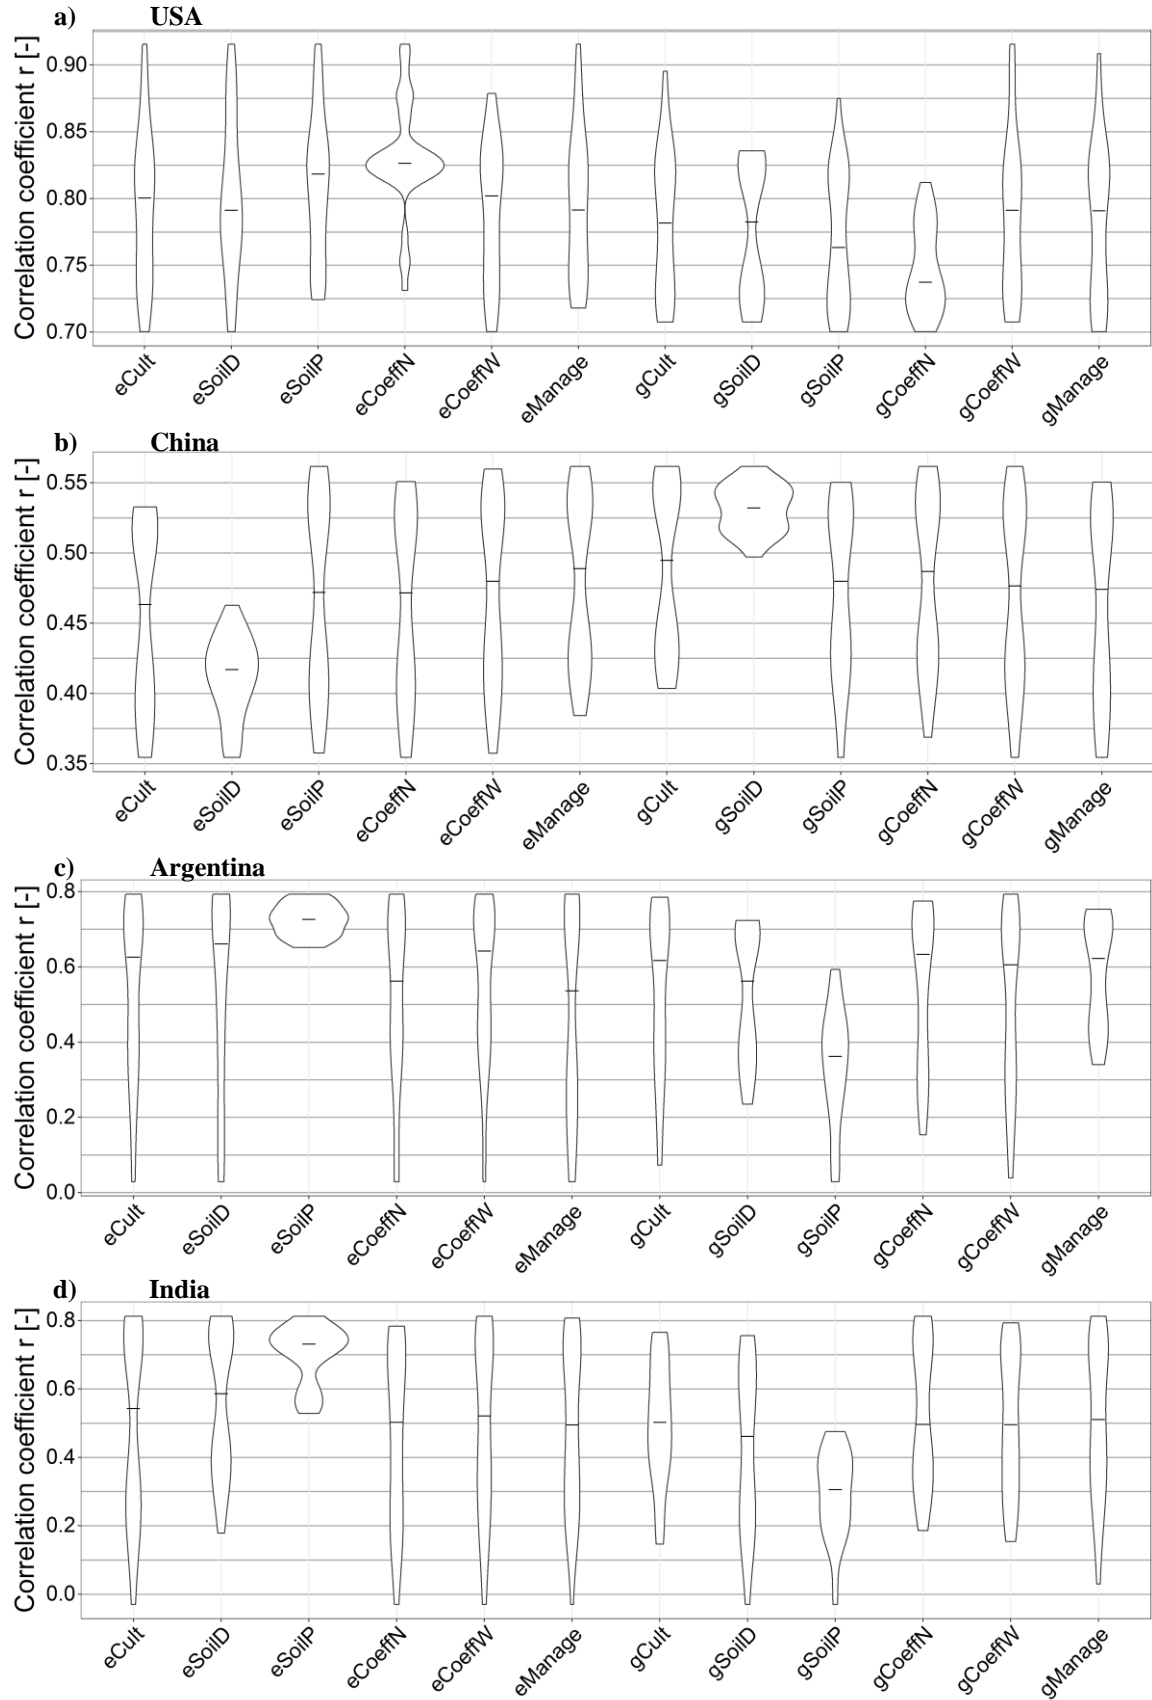 a) USA
Correlation coefficient r [-]
0.90
0.85
0.80
0.75
0.70
eCult eSoilD eSoilP eCoeffN eCoeffW eManage gCult gSoilD gSoilP gCoeffN gCoeffW gManage
b) China
Correlation coefficient r [-]
0.55
0.50
0.45
0.40
0.35
eCult eSoilD eSoilP eCoeffN eCoeffW eManage gCult gSoilD gSoilP gCoeffN gCoeffW gManage
c) Argentina
Correlation coefficient r [-]
0.8
0.6
0.4
0.2
0.0
eCult eSoilD eSoilP eCoeffN eCoeffW eManage gCult gSoilD gSoilP gCoeffN gCoeffW gManage
d) India
Correlation coefficient r [-]
0.8
0.6
0.4
0.2
0.0
eCult eSoilD eSoilP eCoeffN eCoeffW eManage gCult gSoilD gSoilP gCoeffN gCoeffW gManage